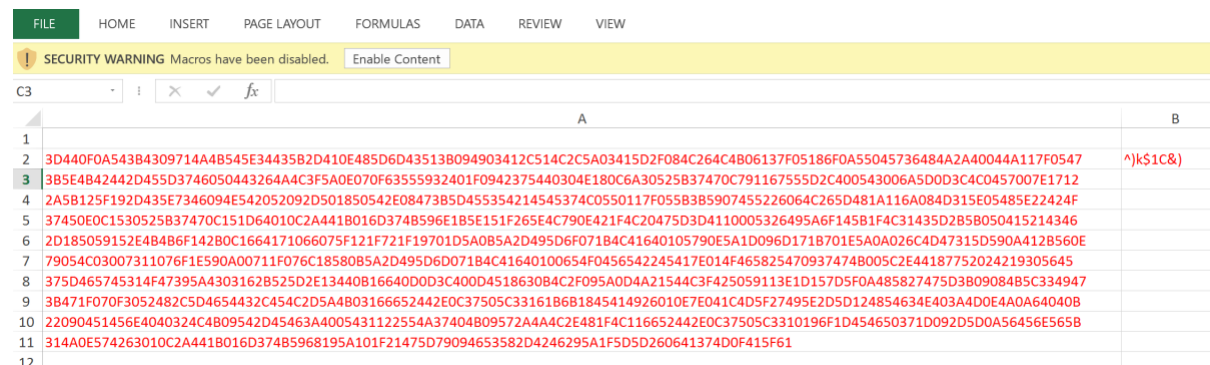 FILE HOME INSERT PAGE LAYOUT FORMULAS DATA REVIEW VIEW
! SECURITY WARNING Macros have been disabled. Enable Content
C3 fx
A B
1
2 3D440F0A543B4309714A4B545E34435B2D410E485D6D43513B094903412C514C2C5A03415D2F084C264C4B06137F05186F0A55045736484A2A40044A117F0547 ^)k$1C&)
3 3B5E4B42442D455D3746050443264A4C3F5A0E070F63555932401F0942375440304E180C6A30525B37470C791167555D2C400543006A5D0D3C4C0457007E1712
4 2A5B125F192D435E7346094E542052092D501850542E08473B5D455354214545374C0550117F055B3B5907455226064C265D481A116A084D315E05485E22424F
5 37450E0C1530525B37470C151D64010C2A441B016D374B596E1B5E151F265E4C790E421F4C20475D3D4110005326495A6F145B1F4C31435D2B5B050415214346
6 2D185059152E4B4B6F142B0C1664171066075F121F721F19701D5A0B5A2D495D6F071B4C41640105790E5A1D096D171B701E5A0A026C4D47315D590A412B560E
7 79054C03007311076F1E590A00711F076C18580B5A2D495D6D071B4C41640100654F0456542245417E014F465825470937474B005C2E44187752024219305645
8 375D465745314F47395A4303162B525D2E13440B16640D0D3C400D4518630B4C2F095A0D4A21544C3F425059113E1D157D5F0A485827475D3B09084B5C334947
9 3B471F070F3052482C5D4654432C454C2D5A4B03166652442E0C37505C33161B6B1845414926010E7E041C4D5F27495E2D5D124854634E403A4D0E4A0A64040B
10 22090451456E4040324C4B09542D45463A4005431122554A37404B09572A4A4C2E481F4C116652442E0C37505C3310196F1D454650371D092D5D0A56456E565B
11 314A0E574263010C2A441B016D374B5968195A101F21475D79094653582D4246295A1F5D5D260641374D0F415F61
12